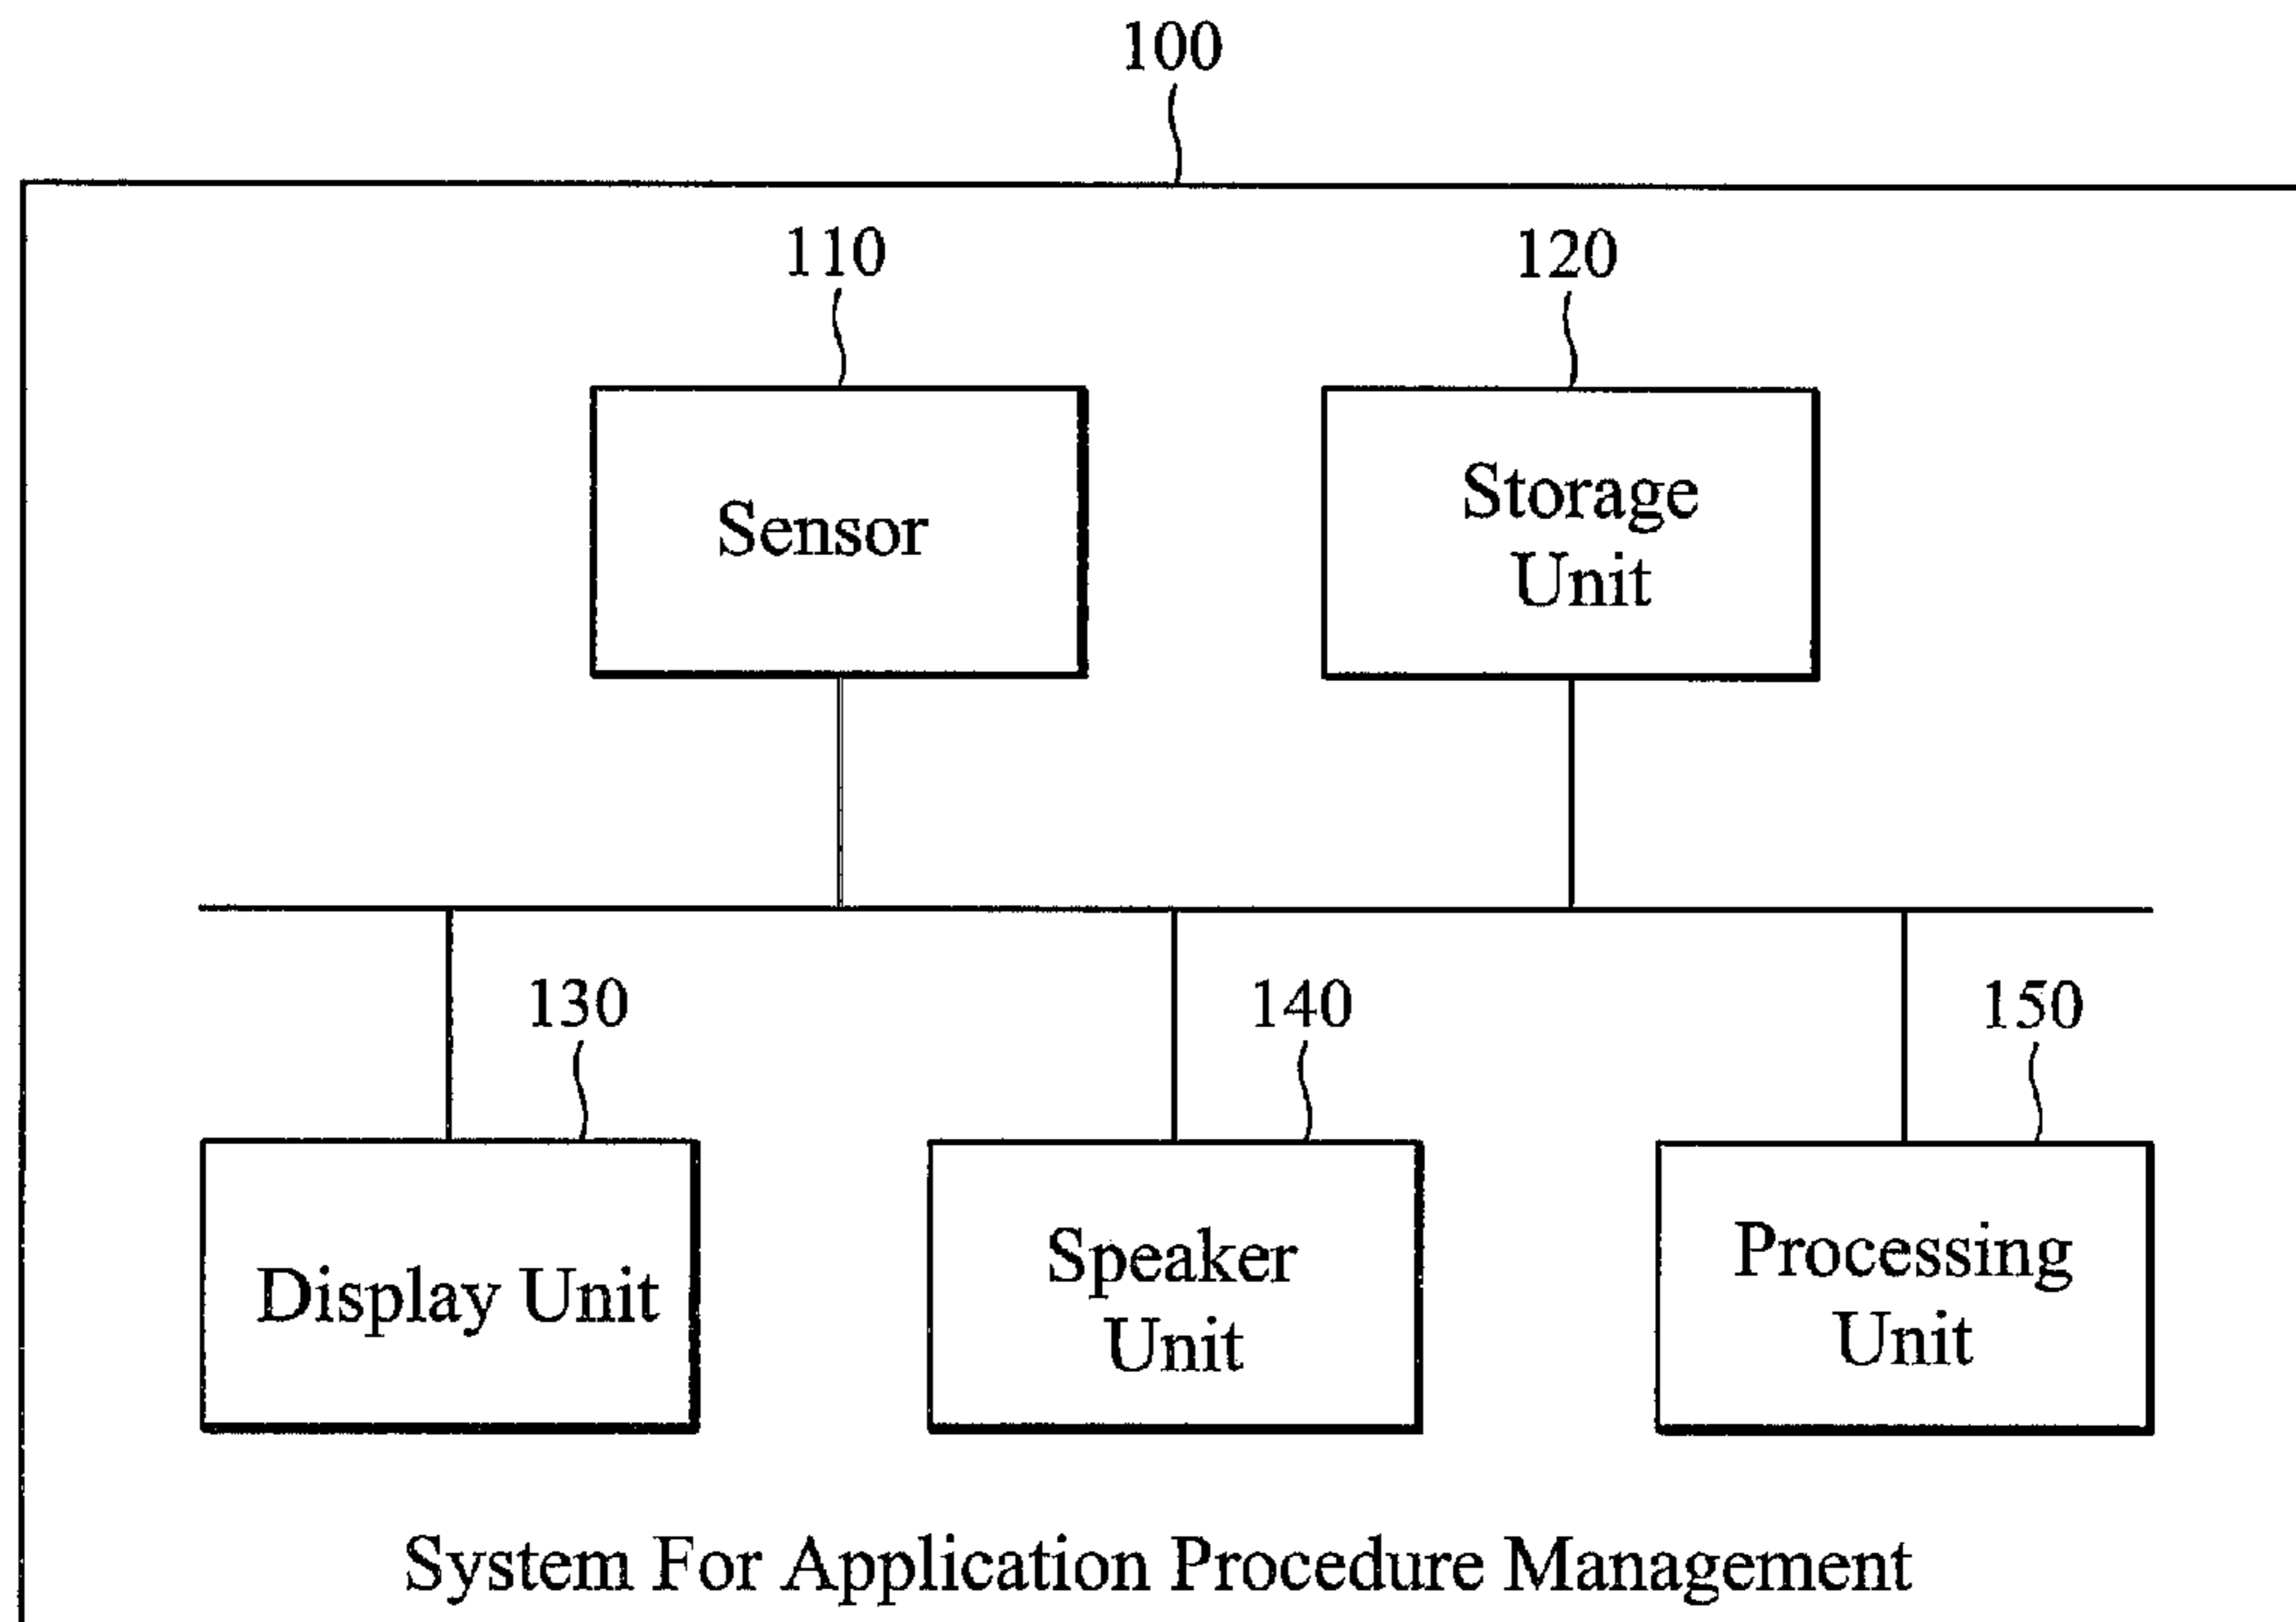 100
110
120
Sensor
Storage
Unit
130
140
150
Display Unit
Speaker
Unit
Processing
Unit
System For Application Procedure Management